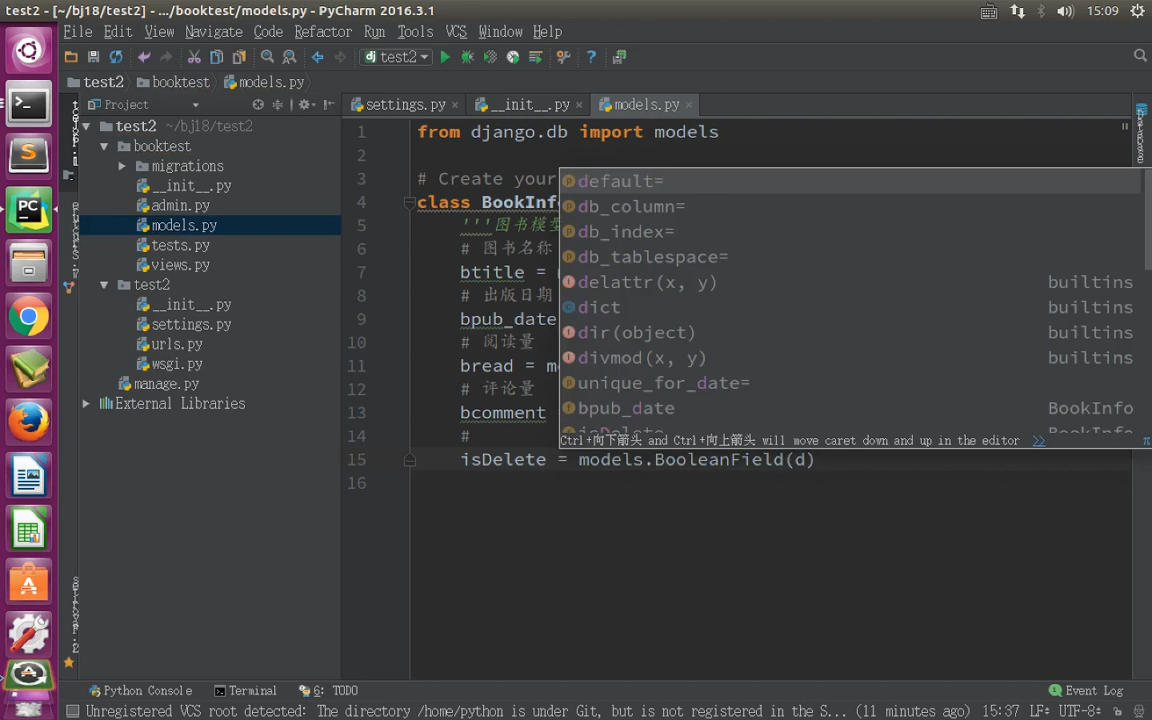 test2 - [~/bj18/test2] - .../booktest/models.py - PyCharm 2016.3.1
15:09
File Edit View Navigate Code Refactor Run Tools VCS Window Help
dj test2
test2 booktest models.py
Project
settings.py × __init__.py × models.py ×
test2 ~/bj18/test2
booktest
migrations
__init__.py
admin.py
models.py
tests.py
views.py
test2
__init__.py
settings.py
urls.py
wsgi.py
manage.py
External Libraries
1 from django.db import models
2
3 # Create your
4 class BookInfo
5 '''图书模型
6 # 图书名称
7 btitle =
8 # 出版日期
9 bpub_date
10 # 阅读量
11 bread =
12 # 评论量
13 bcomment
14 #
15 isDelete = models.BooleanField(d)
16
default=
db_column=
db_index=
db_tablespace=
delattr(x, y) builtins
dict builtins
dir(object) builtins
divmod(x, y) builtins
unique_for_date=
bpub_date BookInfo
Ctrl+向下箭头 and Ctrl+向上箭头 will move caret down and up in the editor >> π
Python Console Terminal 6: TODO Event Log
Unregistered VCS root detected: The directory /home/python is under Git, but is not registered in the S... (11 minutes ago) 15:37 LF÷ UTF-8÷